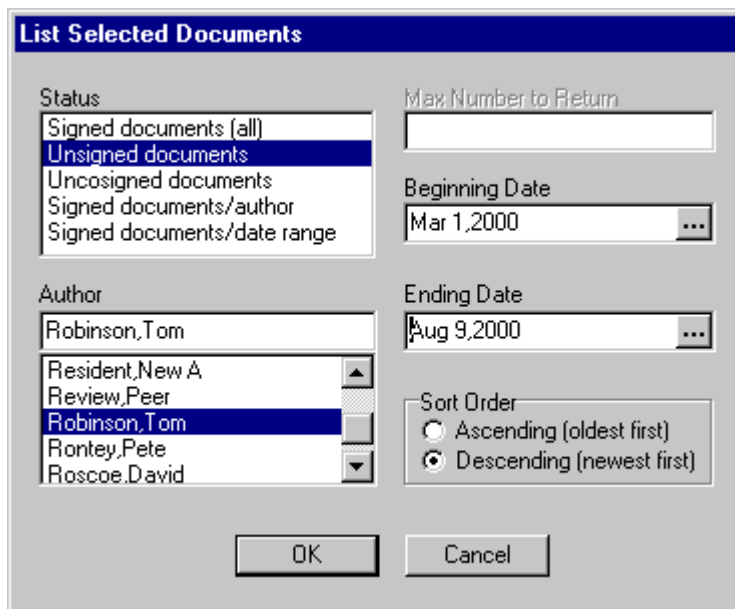 List Selected Documents
Status
Signed documents (all)
Unsigned documents
Uncosigned documents
Signed documents/author
Signed documents/date range
Max Number to Return
Beginning Date
Mar 1,2000
...
Author
Robinson,Tom
Resident,New A
Review,Peer
Robinson,Tom
Rontey,Pete
Roscoe,David
Ending Date
Aug 9,2000
...
Sort Order
Ascending (oldest first)
Descending (newest first)
OK
Cancel